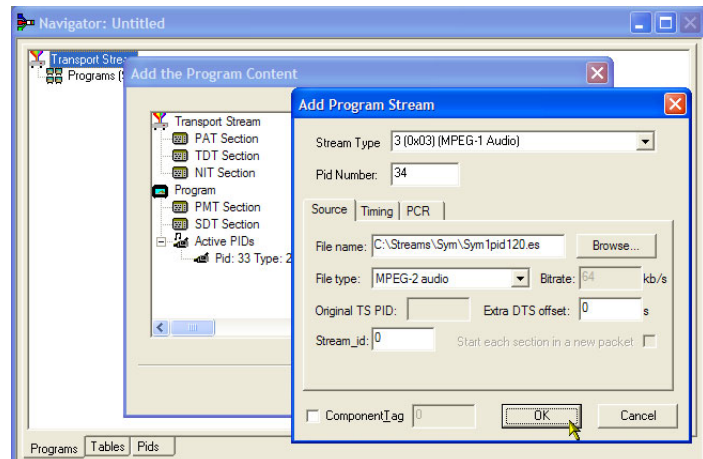 Navigator: Untitled
Transport Stre
Programs (
Add the Program Content
Transport Stream
PAT Section
TDT Section
NIT Section
Program
PMT Section
SDT Section
Active PIDs
Pid: 33 Type: 2
Add Program Stream
Stream Type 3 (0x03) (MPEG-1 Audio)
Pid Number: 34
Source Timing PCR
File name: C:\Streams\Sym\Sym1pid120.es Browse...
File type: MPEG-2 audio Bitrate: 64 kb/s
Original TS PID: Extra DTS offset: 0 s
Stream_id: 0 Start each section in a new packet
ComponentTag 0 OK Cancel
Programs Tables Pids